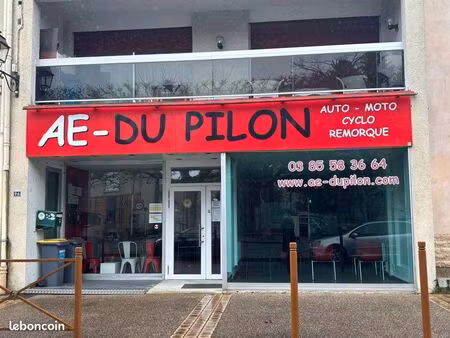 AE-DU PILON
AUTO - MOTO
CYCLO
REMORQUE
03 85 58 36 64
www.ae-dupilon.com
leboncoin